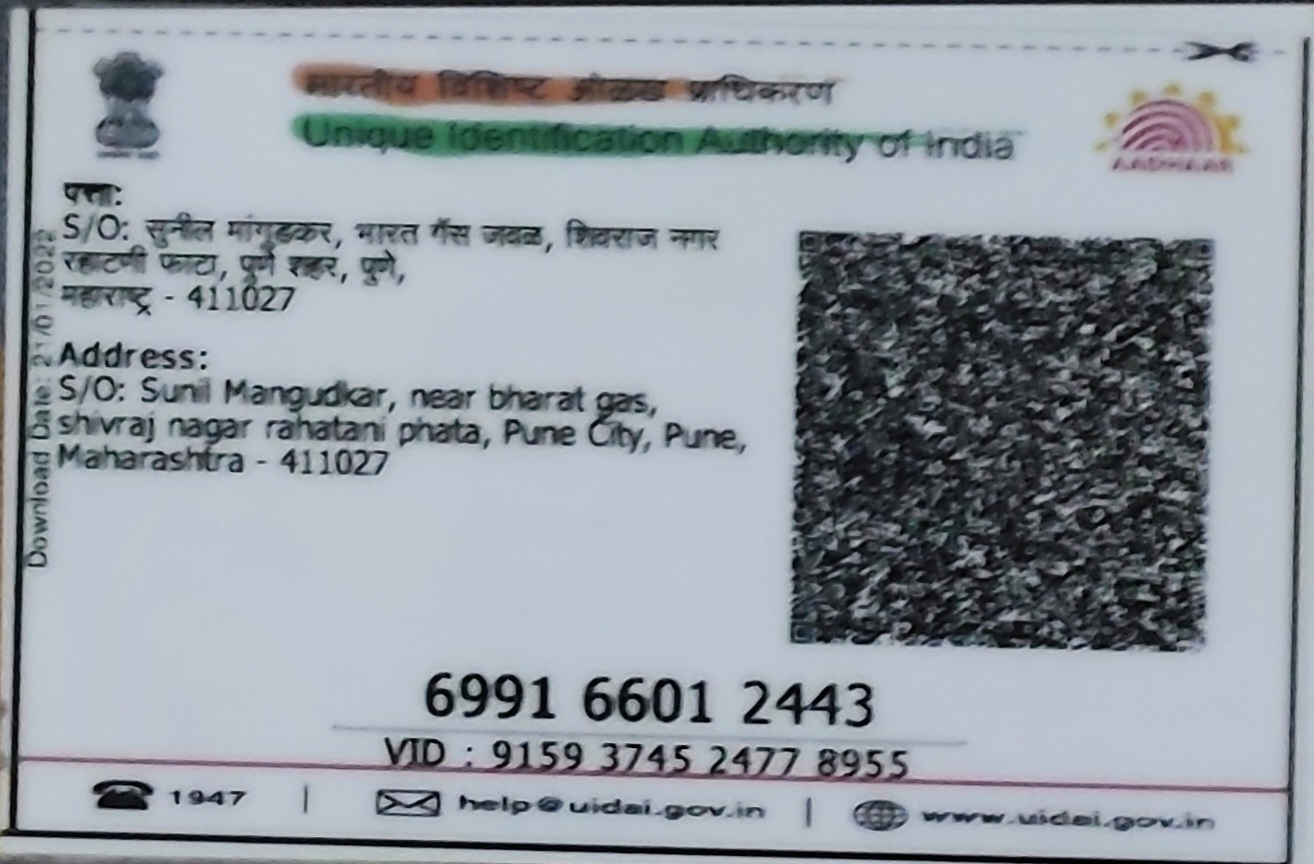 भारतीय विशिष्ट ओळख प्राधिकरण
Unique Identification Authority of India
AADHAAR
पत्ता:
S/O: सुनील मांगुडकर, भारत गॅस जवळ, शिवराज नगर
रहाटणी फाटा, पुणे शहर, पुणे,
महाराष्ट्र - 411027
Address:
S/O: Sunil Mangudkar, near bharat gas,
shivraj nagar rahatani phata, Pune City, Pune,
Maharashtra - 411027
Download Date: 21/01/2022
6991 6601 2443
VID : 9159 3745 2477 8955
1947 | help@uidai.gov.in | www.uidai.gov.in